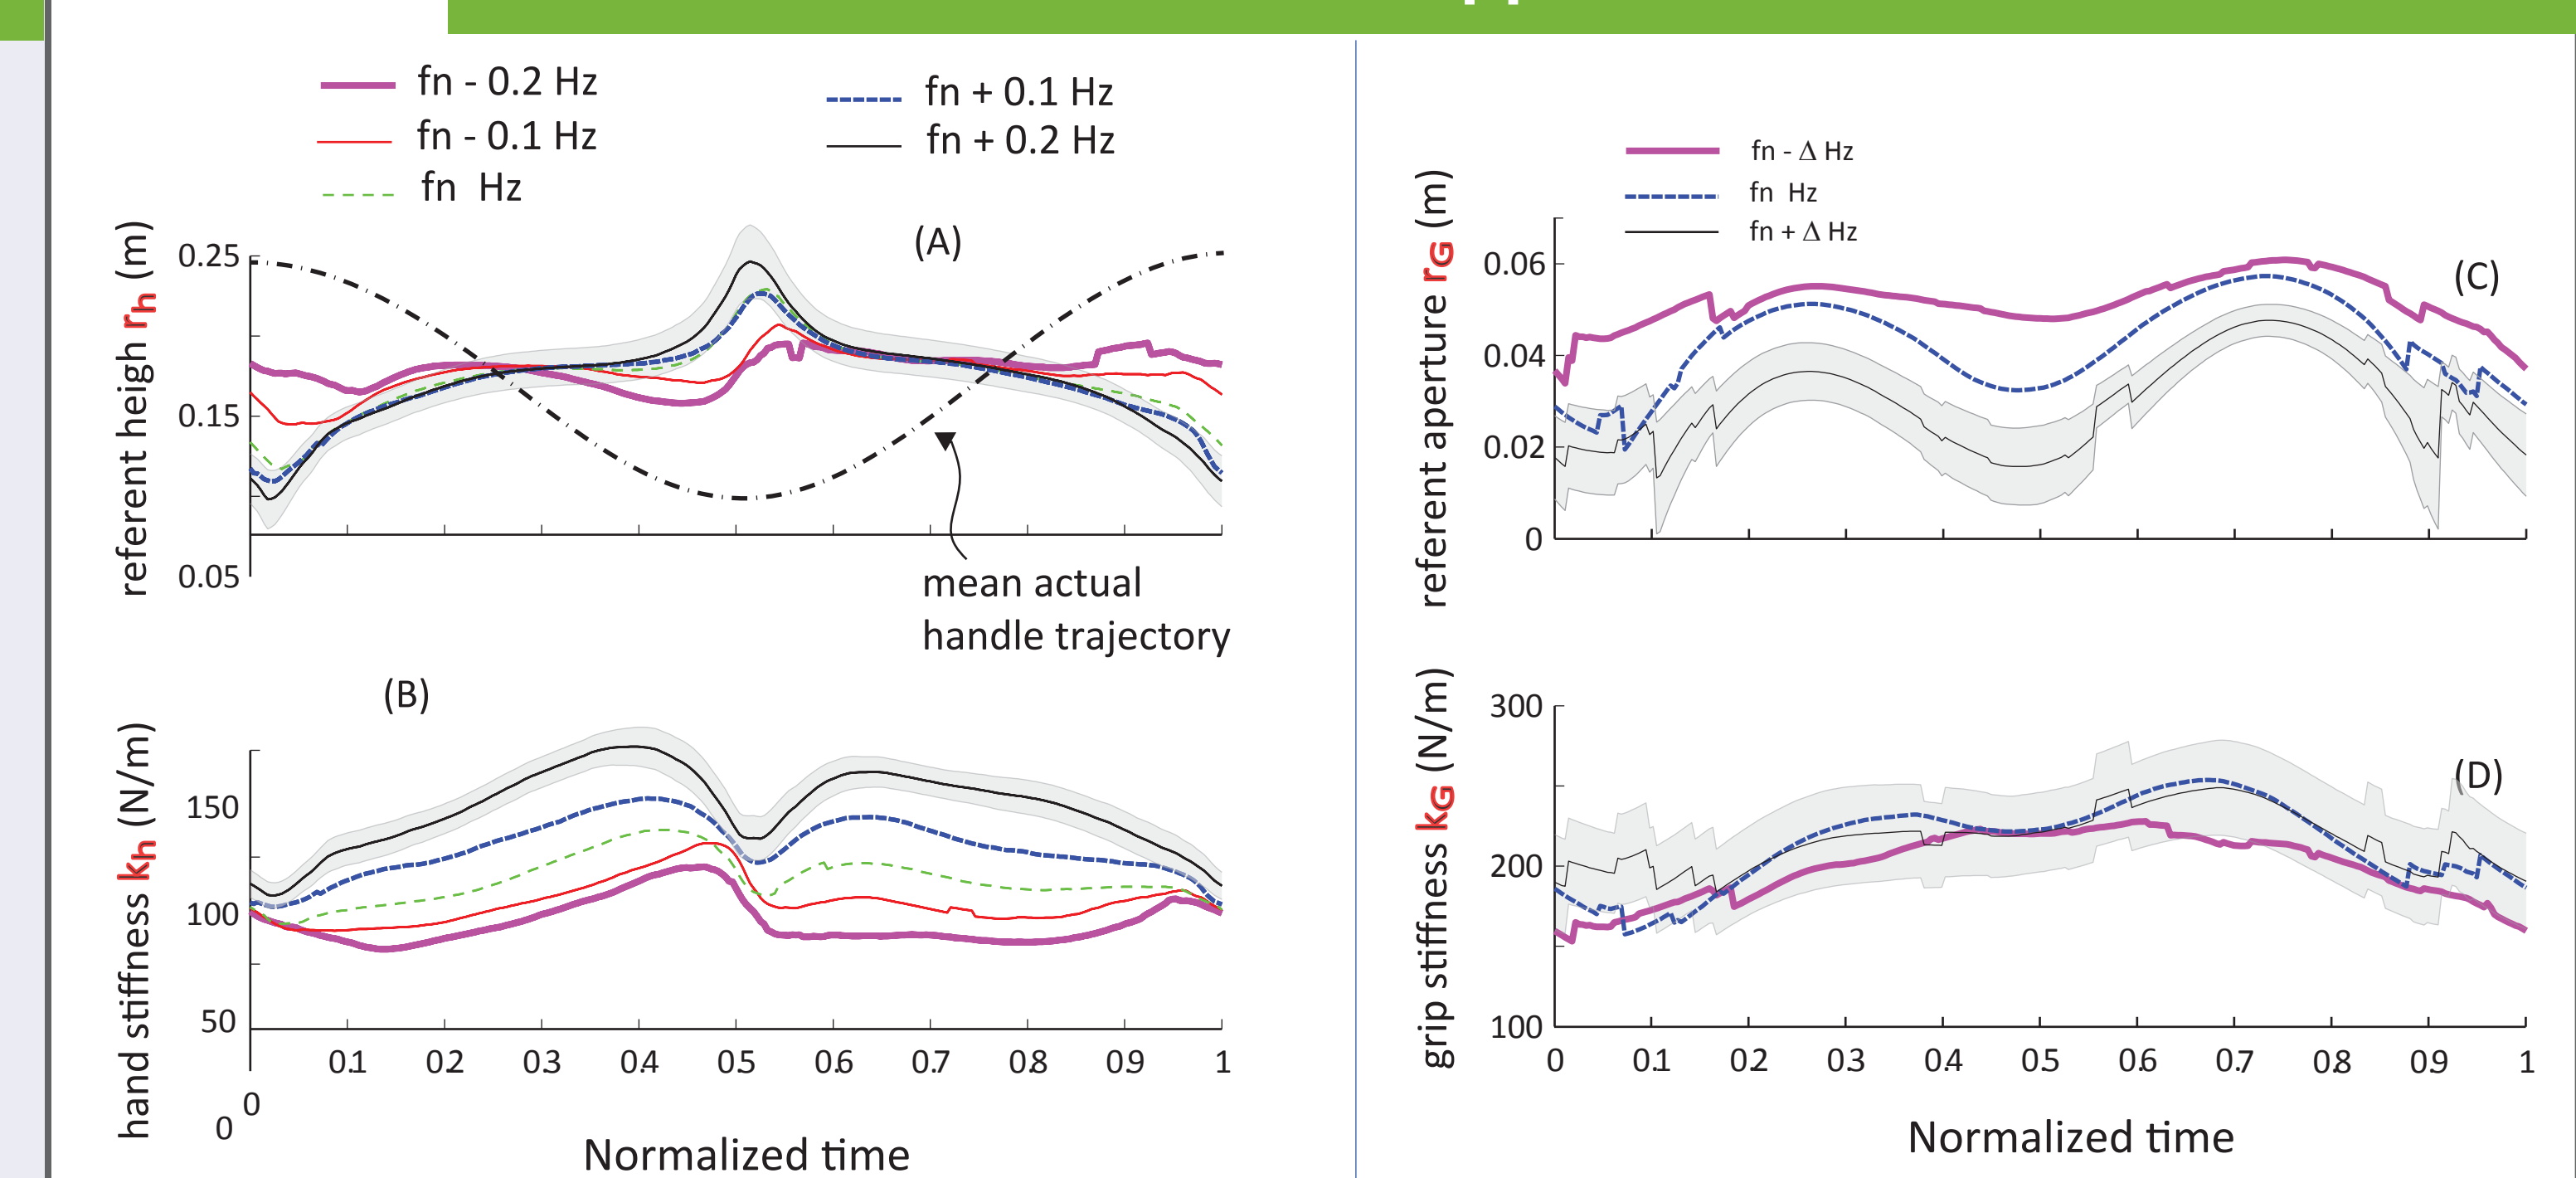 fn - 0.2 Hz
fn - 0.1 Hz
fn Hz
fn + 0.1 Hz
fn + 0.2 Hz
(A)
referent heigh rh (m)
0.25
0.15
0.05
mean actual
handle trajectory
(B)
hand stiffness kh (N/m)
150
100
50
0
0
0.1
0.2
0.3
0.4
0.5
0.6
0.7
0.8
0.9
1
Normalized time
fn - Δ Hz
fn Hz
fn + Δ Hz
(C)
referent aperture rG (m)
0.06
0.04
0.02
0
(D)
grip stiffness kG (N/m)
300
200
100
0
0.1
0.2
0.3
0.4
0.5
0.6
0.7
0.8
0.9
1
Normalized time